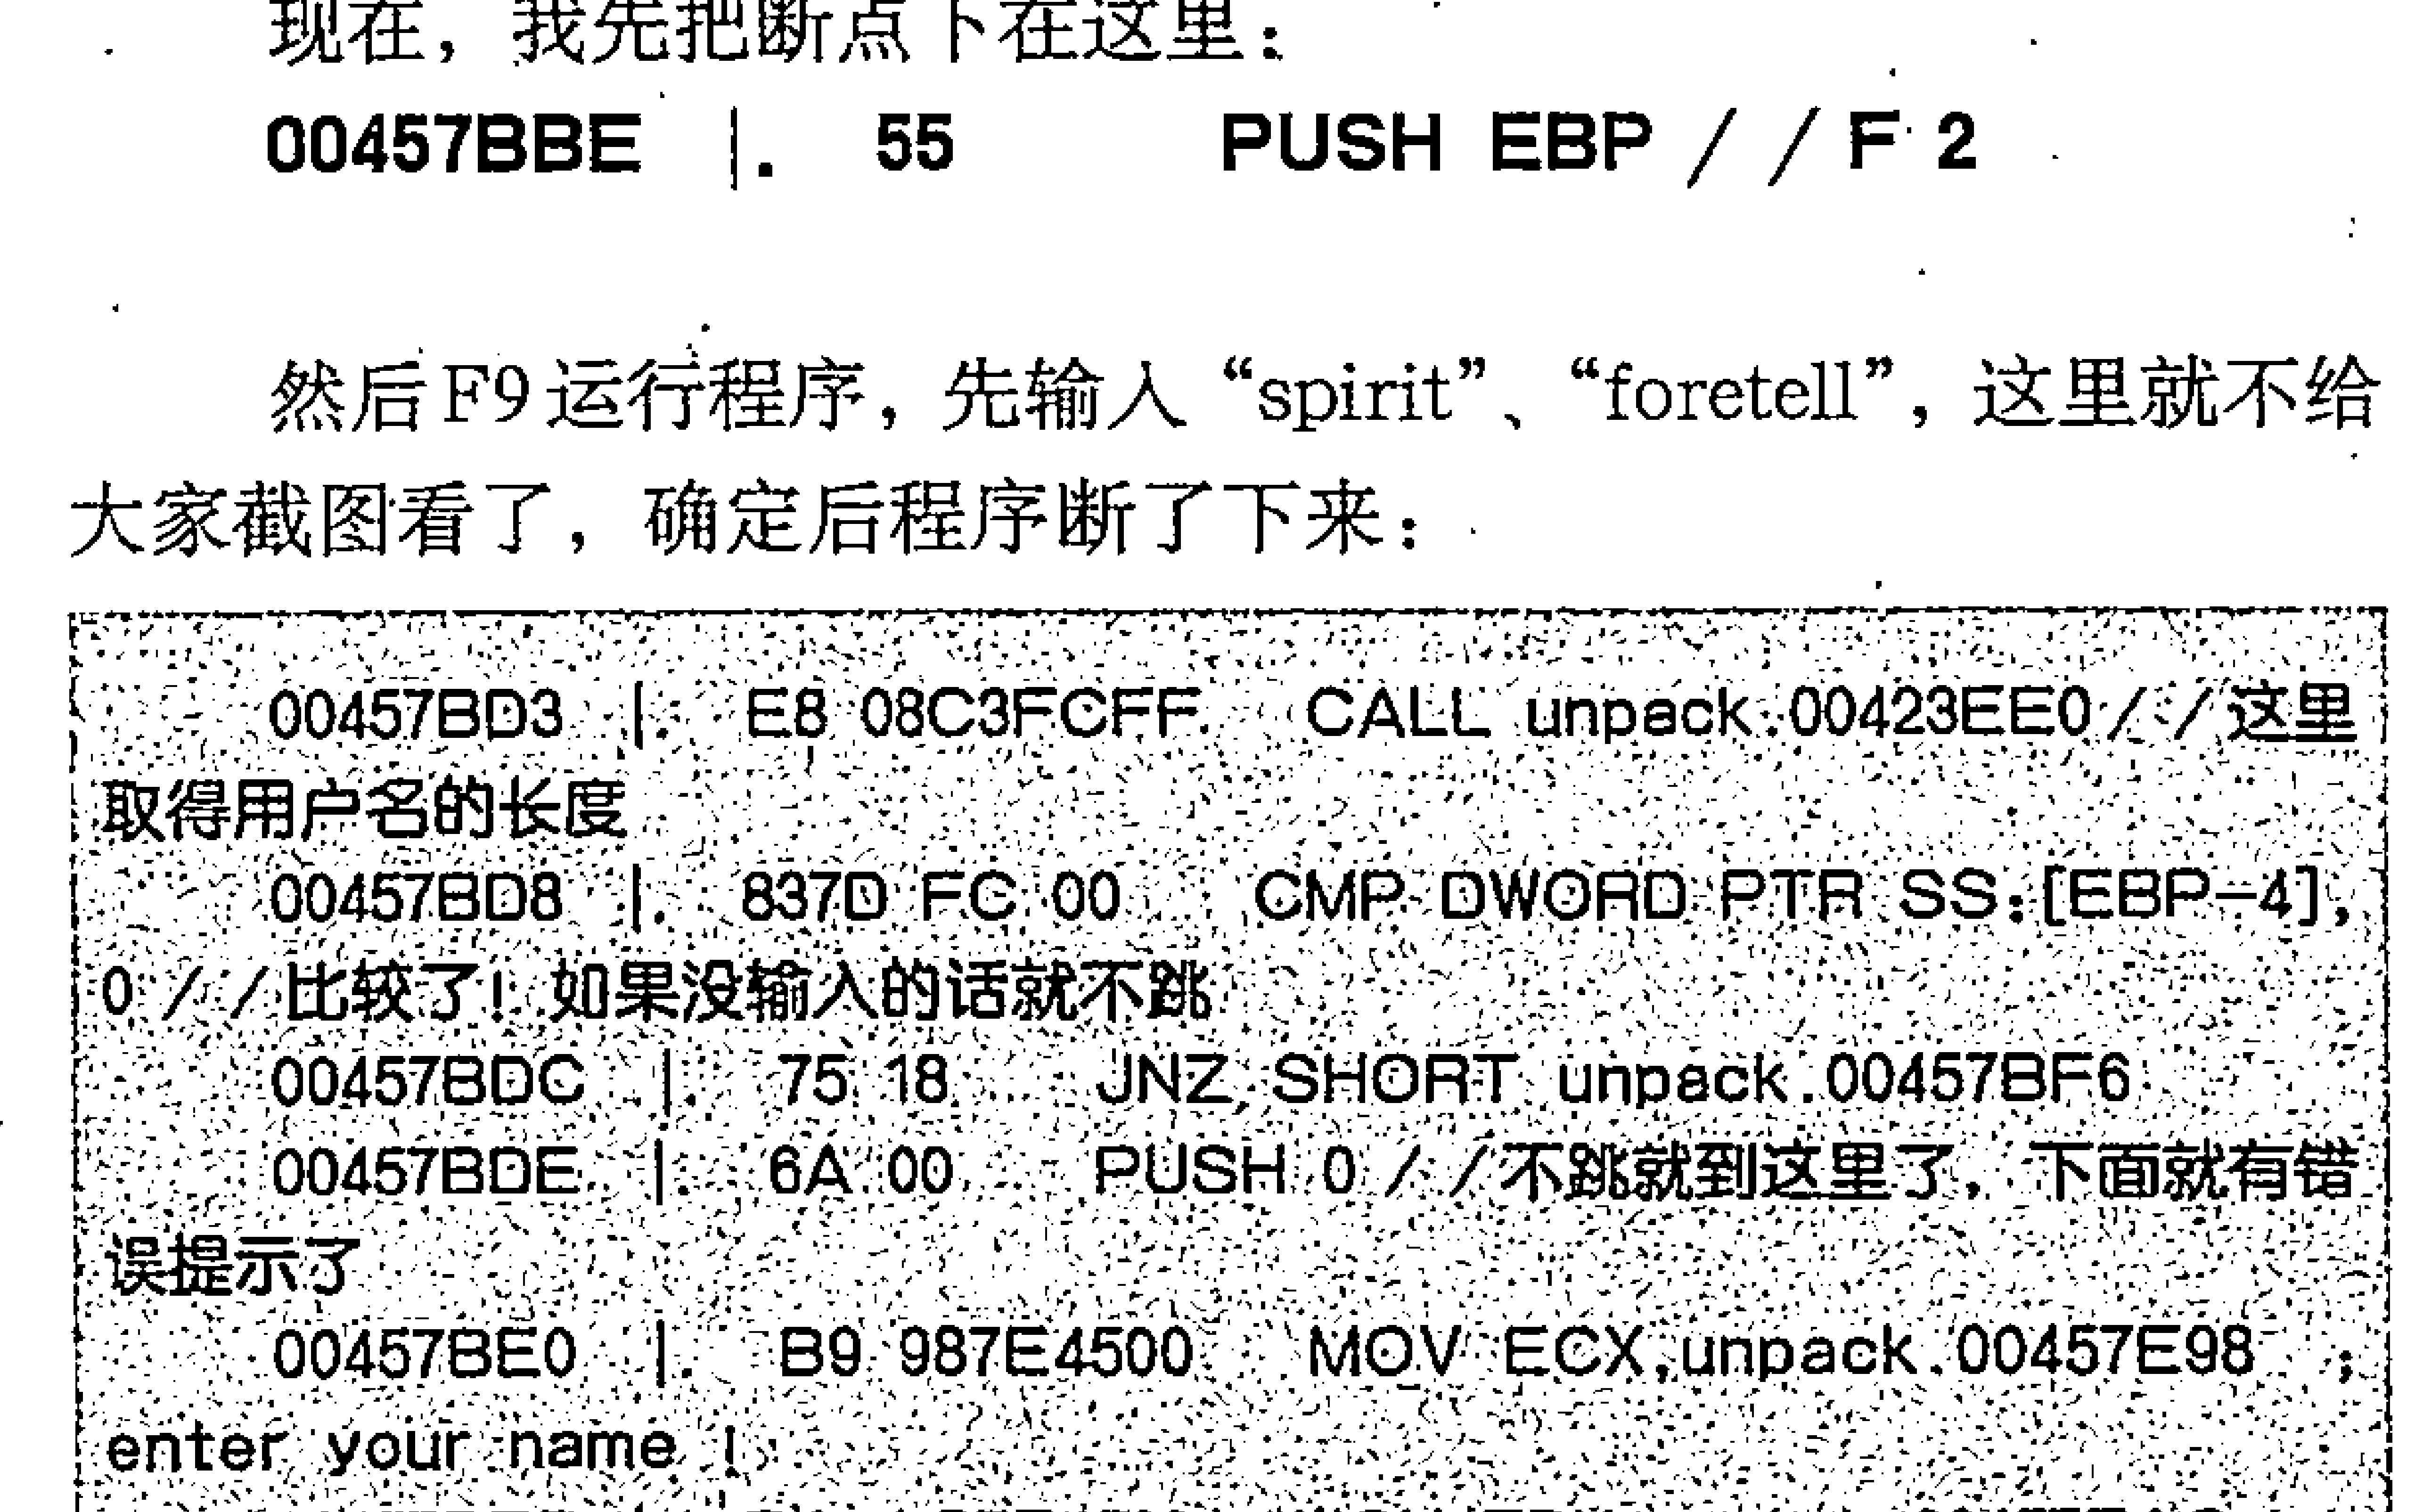 现在，我先把断点下在这里：
00457BBE |. 55 PUSH EBP / / F 2
然后F9运行程序，先输入“spirit”、“foretell”，这里就不给
大家截图看了，确定后程序断了下来：
00457BD3 |. E8 08C3FCFF CALL unpack.00423EE0 / / 这里
取得用户名的长度
00457BD8 |. 837D FC 00 CMP DWORD PTR SS:[EBP-4],
0 / / 比较了！如果没输入的话就不跳
00457BDC |. 75 18 JNZ SHORT unpack.00457BF6
00457BDE |. 6A 00 PUSH 0 / / 不跳就到这里了，下面就有错
误提示了
00457BE0 |. B9 987E4500 MOV ECX,unpack.00457E98 ;
enter your name !